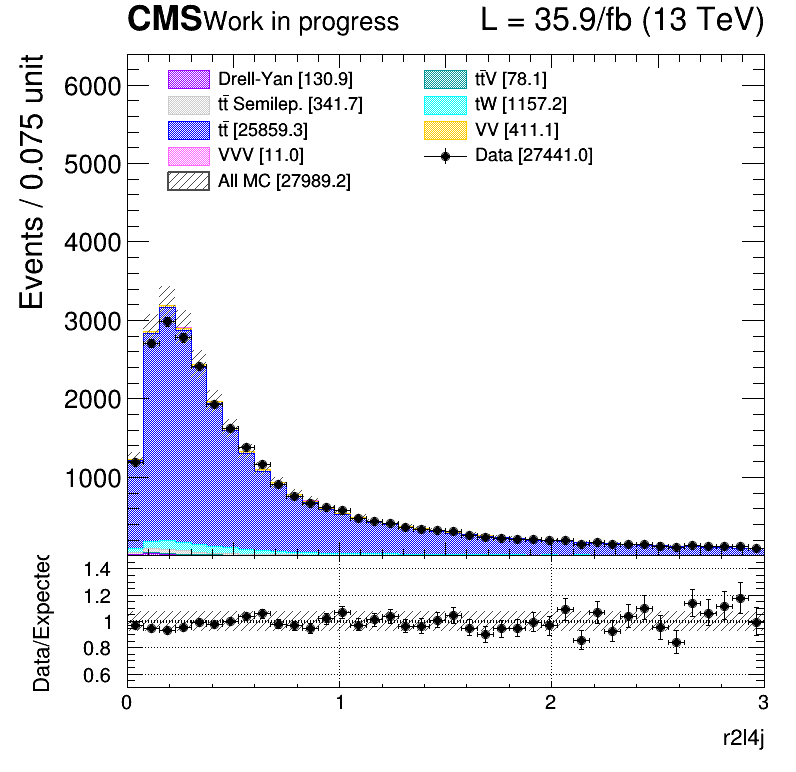 CMS Work in progress L = 35.9/fb (13 TeV)
Events / 0.075 unit
6000
5000
4000
3000
2000
1000
Drell-Yan [130.9]
tt̄ Semilep. [341.7]
tt̄ [25859.3]
VVV [11.0]
All MC [27989.2]
tt̄V [78.1]
tW [1157.2]
VV [411.1]
Data [27441.0]
Data/Expected
1.4
1.2
1
0.8
0.6
0 1 2 3
r2l4j